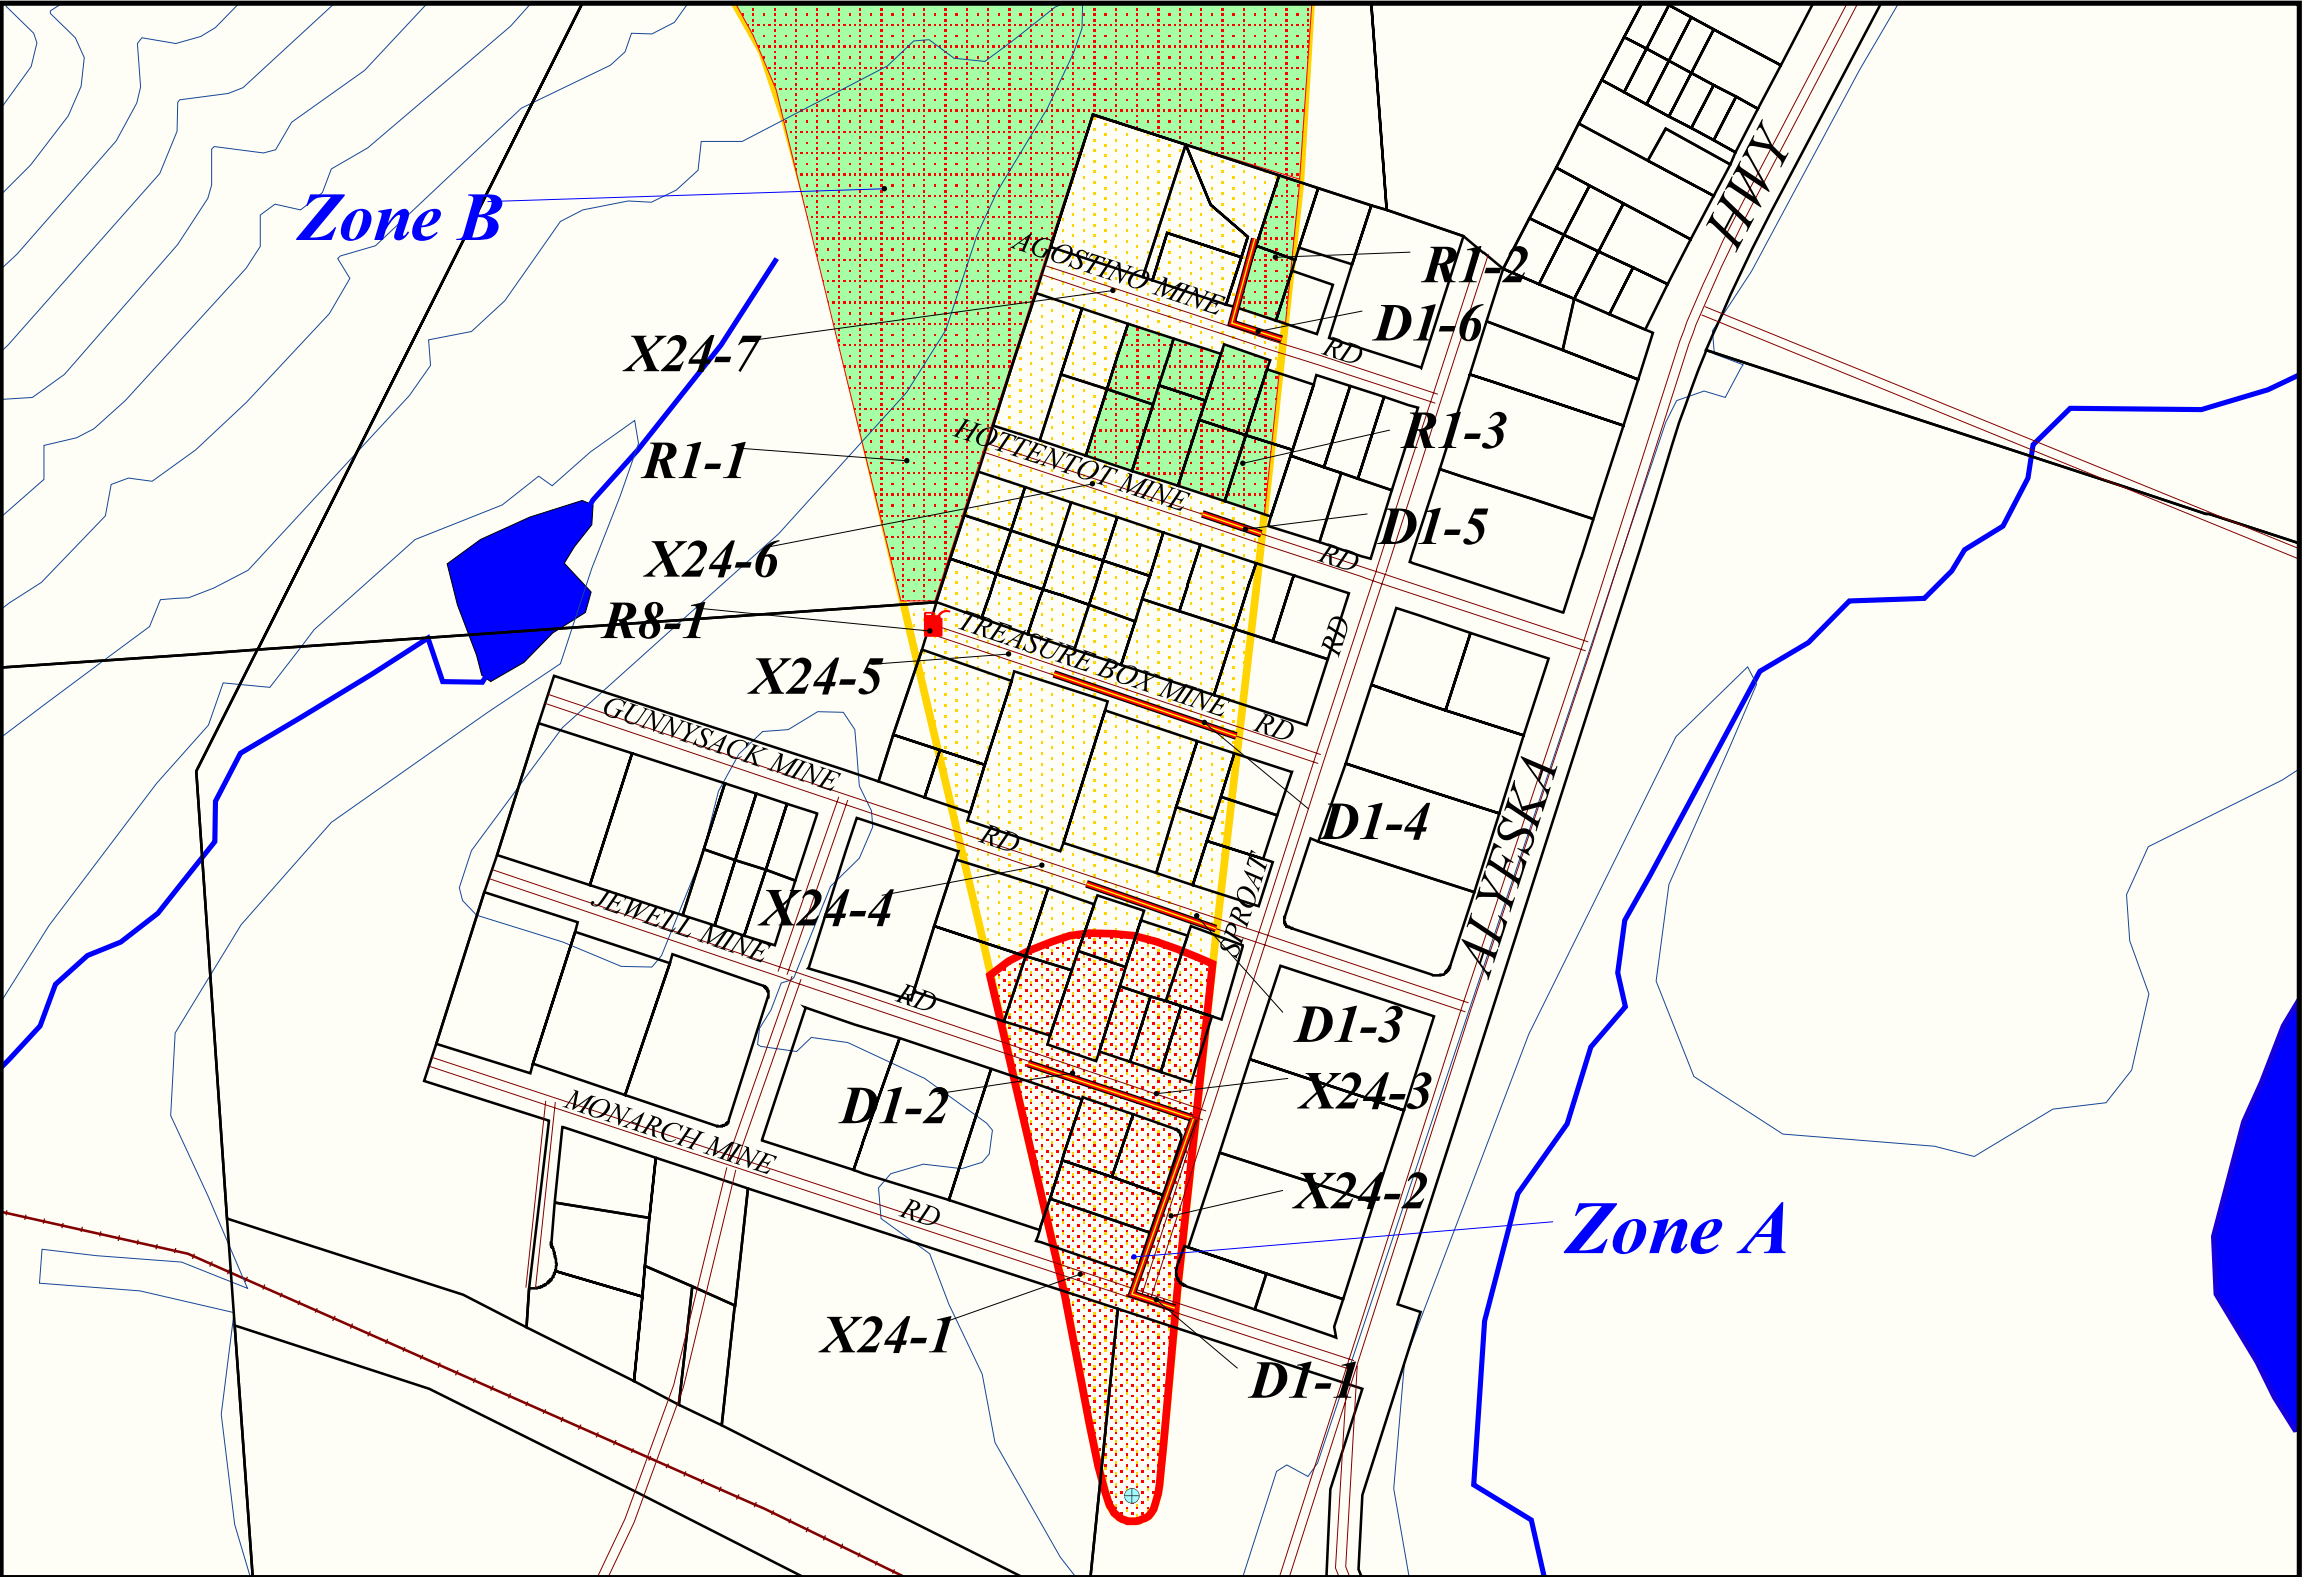 HWY
Zone B
AGOSTINO MINE
RD
R1-2
D1-6
X24-7
R1-3
R1-1
HOTTENTOT MINE
RD
D1-5
X24-6
R8-1
TREASURE BOX MINE
RD
RD
X24-5
GUNNYSACK MINE
RD
D1-4
ALYESKA
SPROAT
X24-4
JEWELL MINE
RD
D1-3
X24-3
D1-2
MONARCH MINE
RD
X24-2
Zone A
X24-1
D1-1